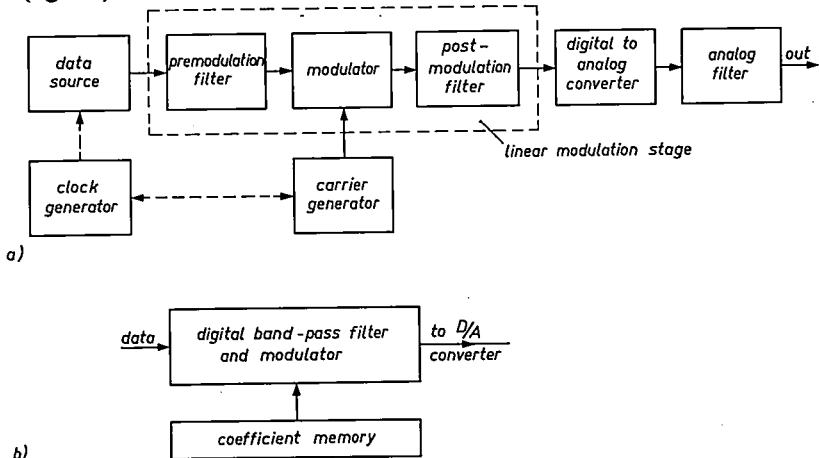 data
source
premodulation
filter
modulator
post-
modulation
filter
digital to
analog
converter
analog
filter
out
linear modulation stage
clock
generator
carrier
generator
a)
data
digital band-pass filter
and modulator
to D/A
converter
coefficient memory
b)